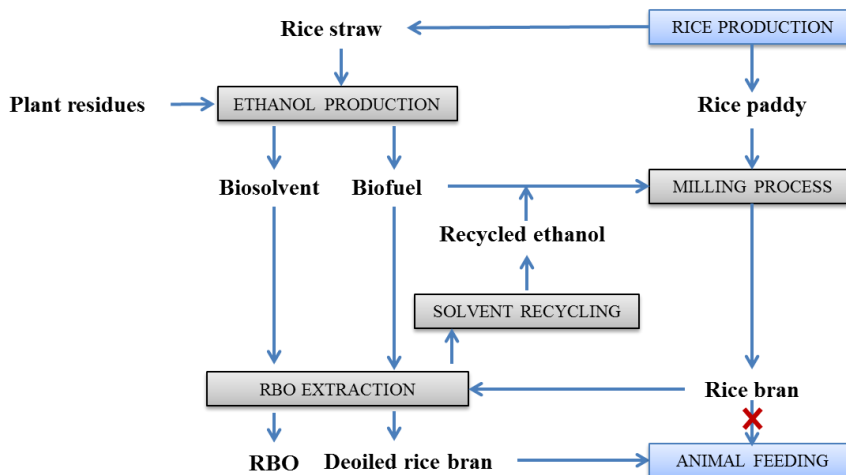 Rice straw
RICE PRODUCTION
Plant residues
ETHANOL PRODUCTION
Rice paddy
Biosolvent
Biofuel
MILLING PROCESS
Recycled ethanol
SOLVENT RECYCLING
RBO EXTRACTION
Rice bran
RBO
Deoiled rice bran
ANIMAL FEEDING